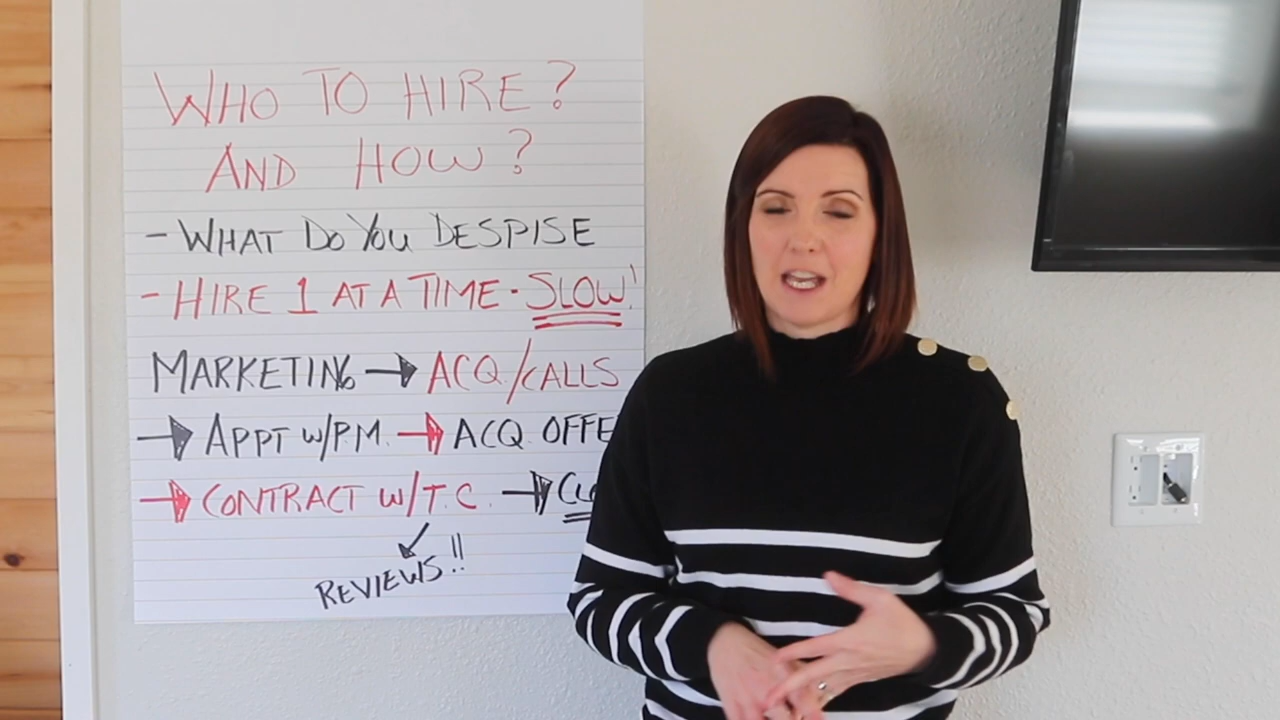 WHO TO HIRE?
AND HOW?
- WHAT DO YOU DESPISE
- HIRE 1 AT A TIME - SLOW!
MARKETING → ACQ/CALLS
→ APPT W/PM → ACQ OFFE
→ CONTRACT W/T.C. →
REVIEWS!!